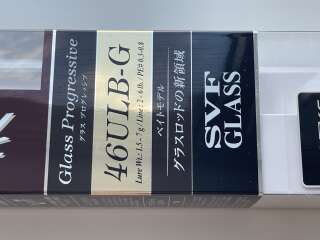 Glass Progressive
グラス プログレッシブ
46ULB-G
Lure Wt.: 1.5-7g / Line: 2-6lb. / PE# 0.3-0.8
ベイトモデル
グラスロッドの新領域
SVF
GLASS